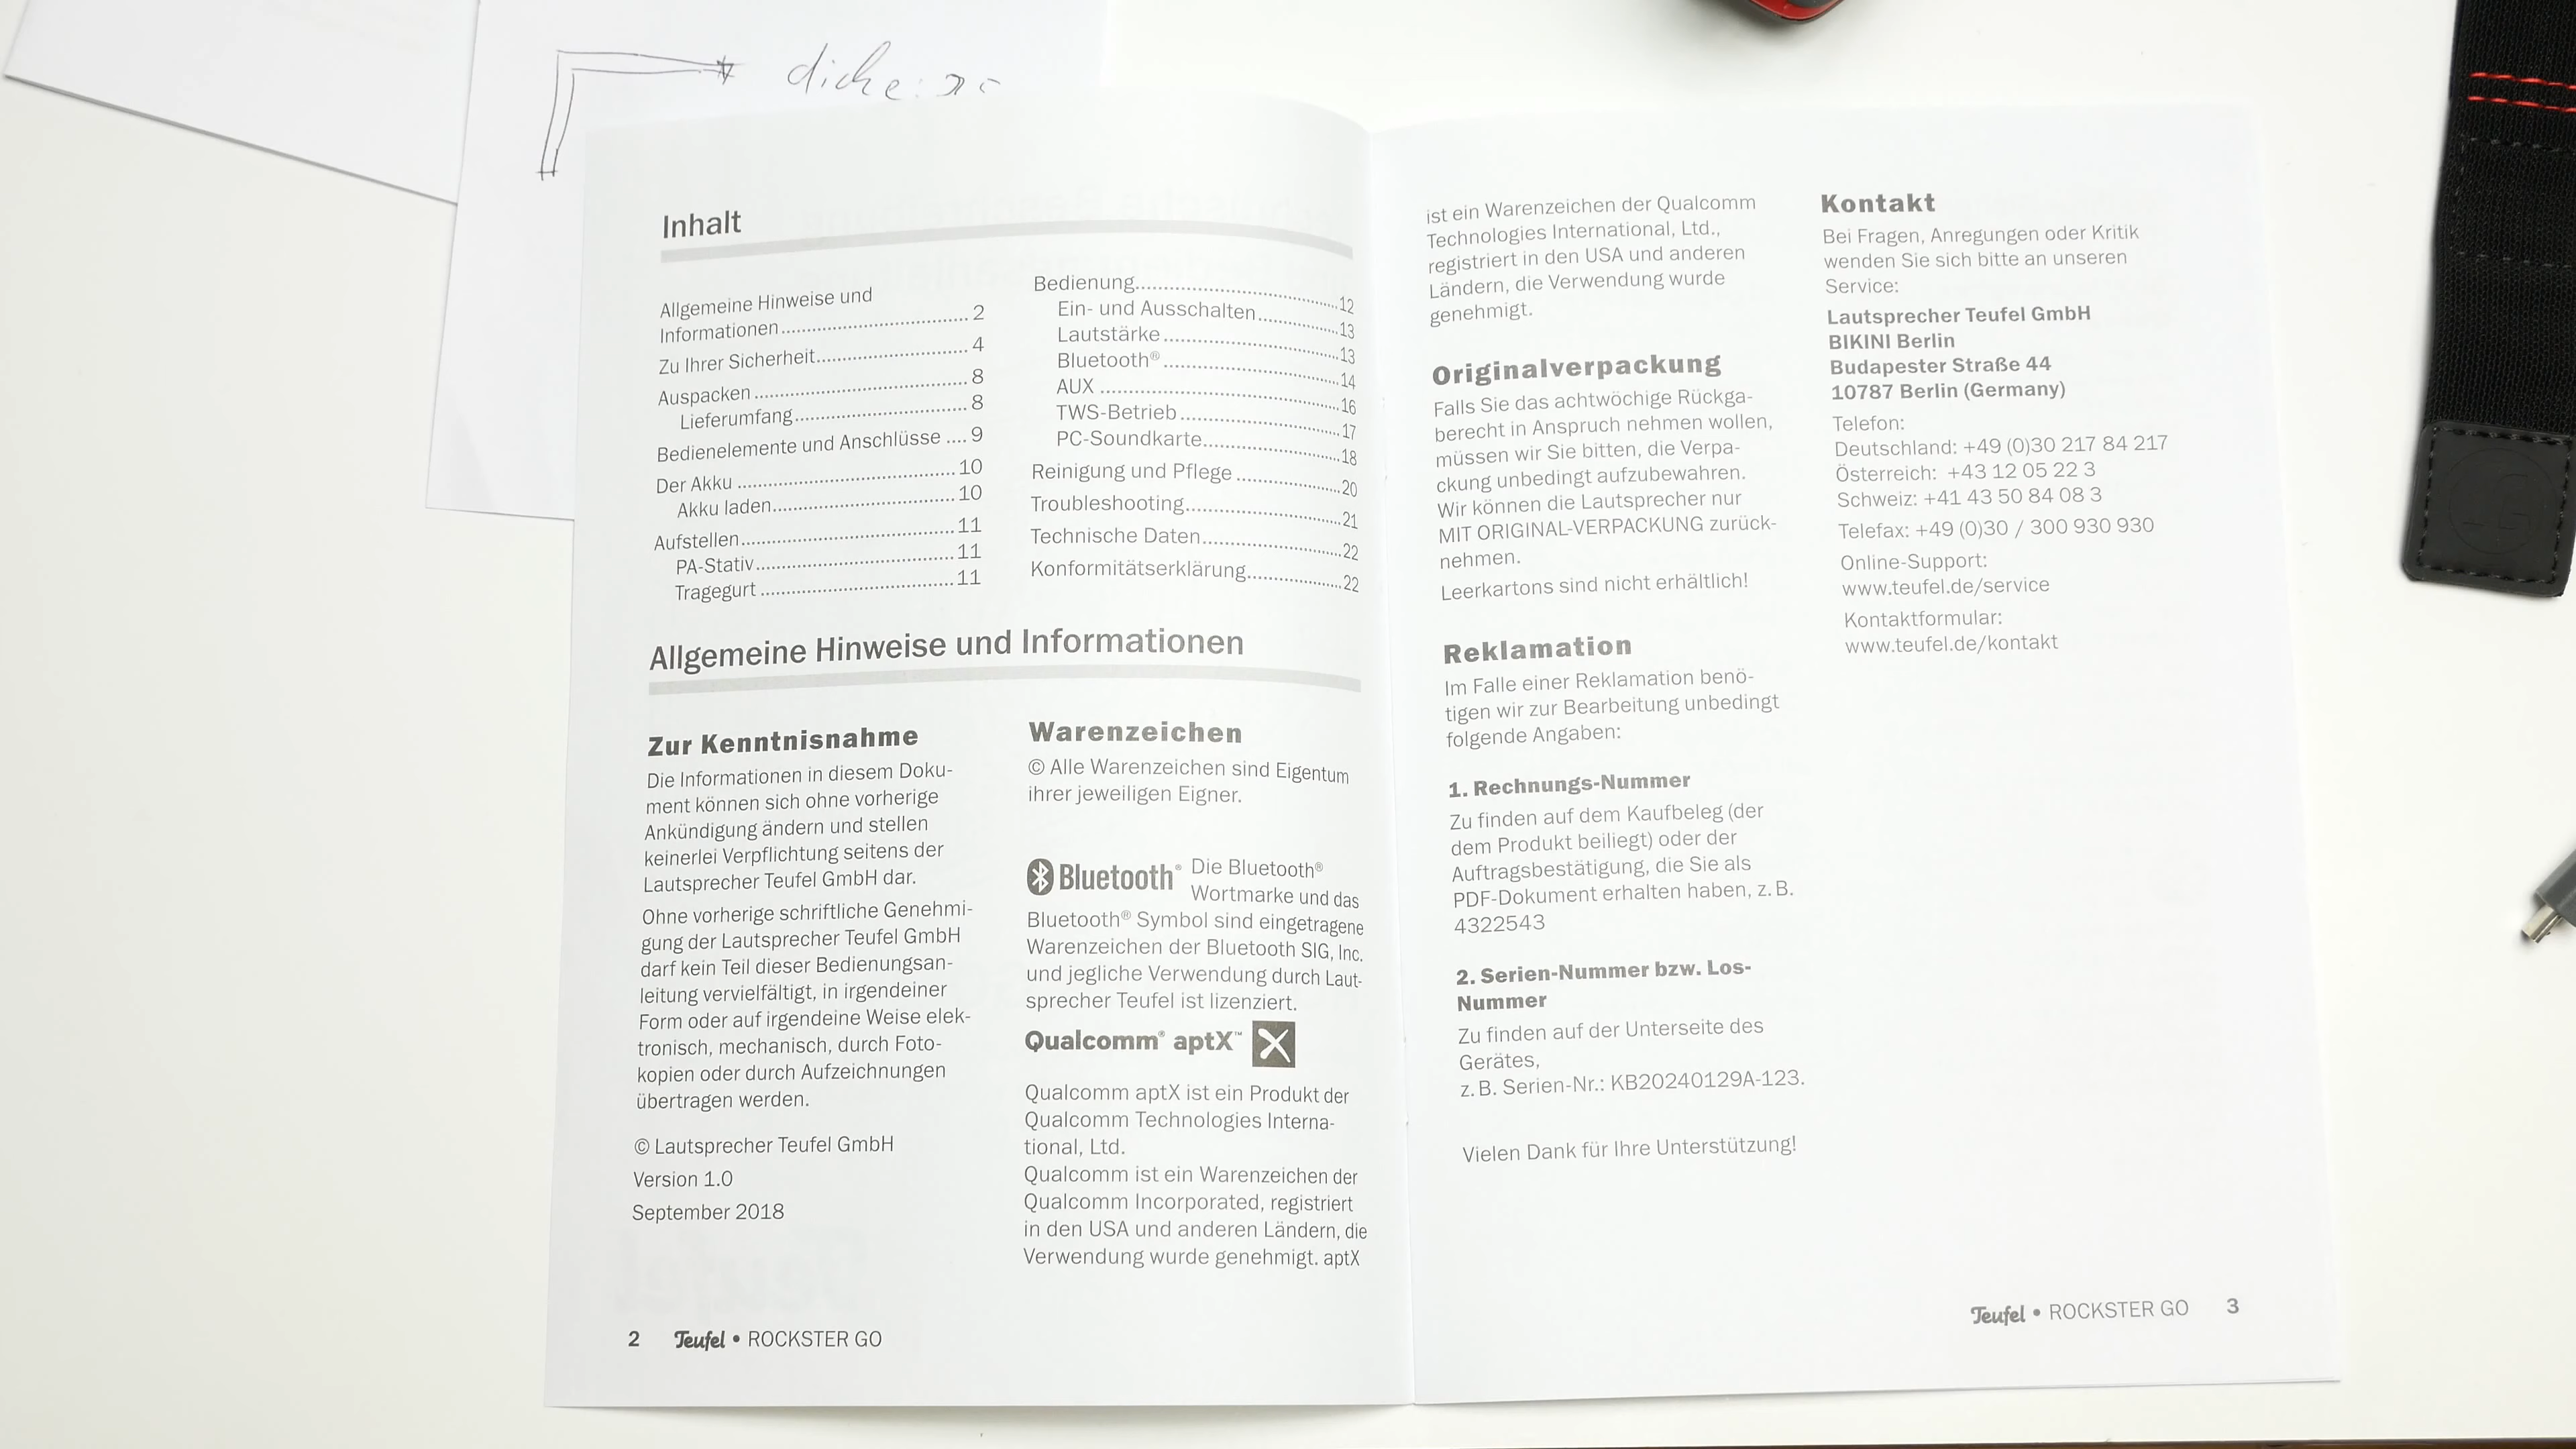 dicke:
Inhalt
Allgemeine Hinweise und
Informationen 2
Zu Ihrer Sicherheit 4
Auspacken 8
Lieferumfang 8
Bedienelemente und Anschlüsse 9
Der Akku 10
Akku laden 10
Aufstellen 11
PA-Stativ 11
Tragegurt 11
Bedienung 12
Ein- und Ausschalten 13
Lautstärke 13
Bluetooth® 14
AUX 16
TWS-Betrieb 17
PC-Soundkarte 18
Reinigung und Pflege 20
Troubleshooting 21
Technische Daten 22
Konformitätserklärung 22
Allgemeine Hinweise und Informationen
Zur Kenntnisnahme
Die Informationen in diesem Doku-
ment können sich ohne vorherige
Ankündigung ändern und stellen
keinerlei Verpflichtung seitens der
Lautsprecher Teufel GmbH dar.
Ohne vorherige schriftliche Genehmi-
gung der Lautsprecher Teufel GmbH
darf kein Teil dieser Bedienungsan-
leitung vervielfältigt, in irgendeiner
Form oder auf irgendeine Weise elek-
tronisch, mechanisch, durch Foto-
kopien oder durch Aufzeichnungen
übertragen werden.
© Lautsprecher Teufel GmbH
Version 1.0
September 2018
Warenzeichen
© Alle Warenzeichen sind Eigentum
ihrer jeweiligen Eigner.
Bluetooth® Die Bluetooth®
Wortmarke und das
Bluetooth® Symbol sind eingetragene
Warenzeichen der Bluetooth SIG, Inc.
und jegliche Verwendung durch Laut-
sprecher Teufel ist lizenziert.
Qualcomm® aptX™
Qualcomm aptX ist ein Produkt der
Qualcomm Technologies Interna-
tional, Ltd.
Qualcomm ist ein Warenzeichen der
Qualcomm Incorporated, registriert
in den USA und anderen Ländern, die
Verwendung wurde genehmigt. aptX
2 Teufel • ROCKSTER GO
ist ein Warenzeichen der Qualcomm
Technologies International, Ltd.,
registriert in den USA und anderen
Ländern, die Verwendung wurde
genehmigt.
Originalverpackung
Falls Sie das achtwöchige Rückga-
berecht in Anspruch nehmen wollen,
müssen wir Sie bitten, die Verpa-
ckung unbedingt aufzubewahren.
Wir können die Lautsprecher nur
MIT ORIGINAL-VERPACKUNG zurück-
nehmen.
Leerkartons sind nicht erhältlich!
Reklamation
Im Falle einer Reklamation benö-
tigen wir zur Bearbeitung unbedingt
folgende Angaben:
1. Rechnungs-Nummer
Zu finden auf dem Kaufbeleg (der
dem Produkt beiliegt) oder der
Auftragsbestätigung, die Sie als
PDF-Dokument erhalten haben, z. B.
4322543
2. Serien-Nummer bzw. Los-
Nummer
Zu finden auf der Unterseite des
Gerätes,
z. B. Serien-Nr.: KB20240129A-123.
Vielen Dank für Ihre Unterstützung!
Kontakt
Bei Fragen, Anregungen oder Kritik
wenden Sie sich bitte an unseren
Service:
Lautsprecher Teufel GmbH
BIKINI Berlin
Budapester Straße 44
10787 Berlin (Germany)
Telefon:
Deutschland: +49 (0)30 217 84 217
Österreich: +43 12 05 22 3
Schweiz: +41 43 50 84 08 3
Telefax: +49 (0)30 / 300 930 930
Online-Support:
www.teufel.de/service
Kontaktformular:
www.teufel.de/kontakt
Teufel • ROCKSTER GO 3